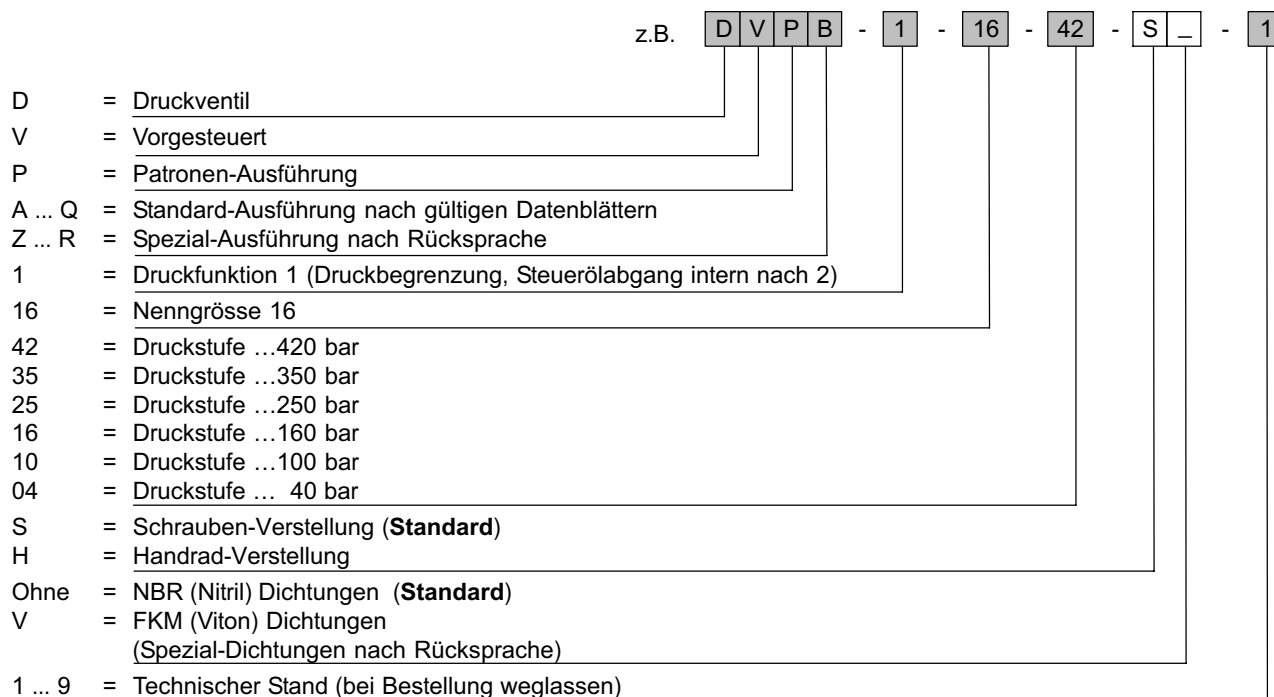 z.B. D V P B - 1 - 16 - 42 - S _ - 1
D = Druckventil
V = Vorgesteuert
P = Patronen-Ausführung
A ... Q = Standard-Ausführung nach gültigen Datenblättern
Z ... R = Spezial-Ausführung nach Rücksprache
1 = Druckfunktion 1 (Druckbegrenzung, Steuerölabgang intern nach 2)
16 = Nenngrösse 16
42 = Druckstufe …420 bar
35 = Druckstufe …350 bar
25 = Druckstufe …250 bar
16 = Druckstufe …160 bar
10 = Druckstufe …100 bar
04 = Druckstufe … 40 bar
S = Schrauben-Verstellung (Standard)
H = Handrad-Verstellung
Ohne = NBR (Nitril) Dichtungen (Standard)
V = FKM (Viton) Dichtungen
(Spezial-Dichtungen nach Rücksprache)
1 ... 9 = Technischer Stand (bei Bestellung weglassen)